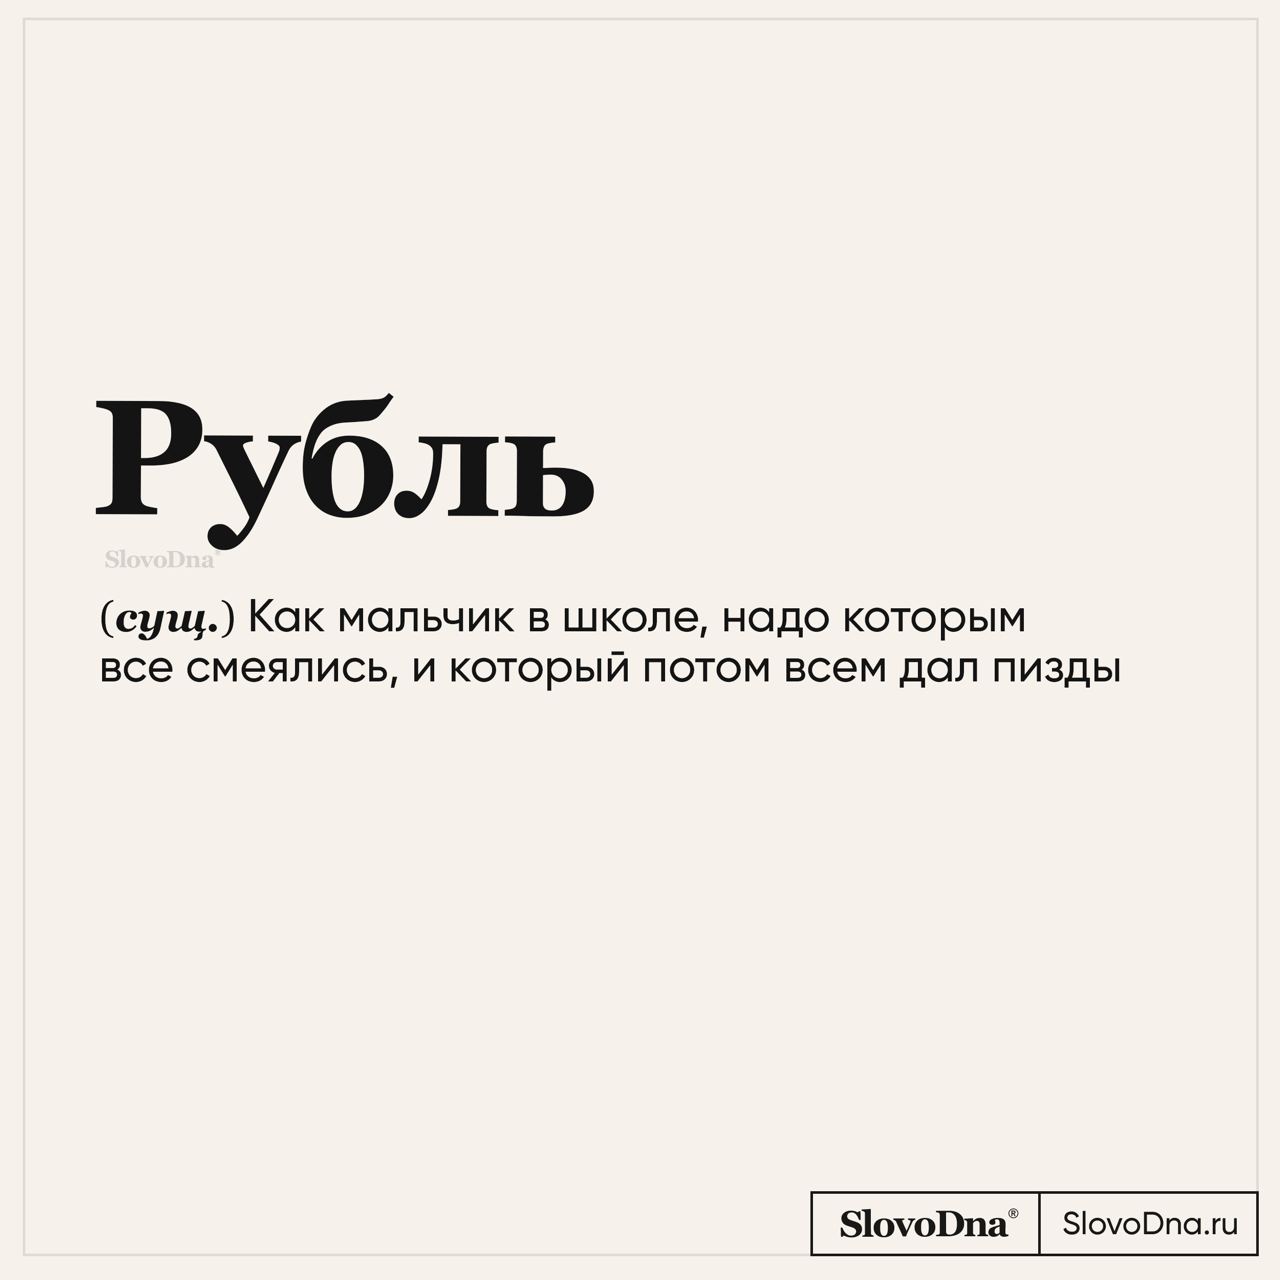 Рубль
SlovoDna®
(сущ.) Как мальчик в школе, надо которым
все смеялись, и который потом всем дал пизды
SlovoDna® SlovoDna.ru